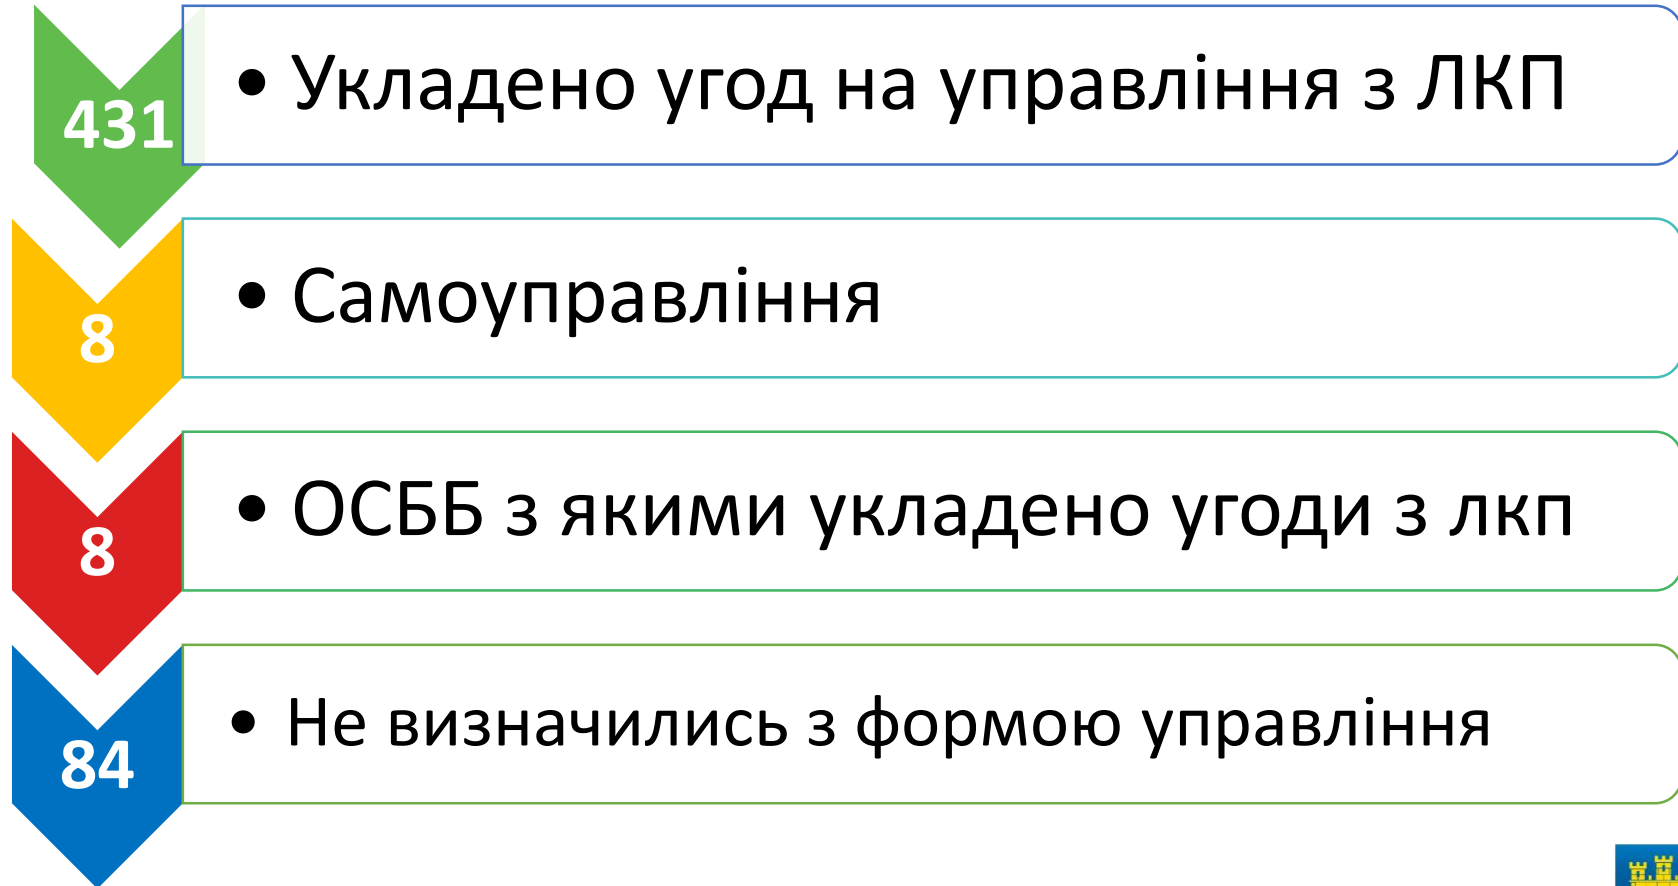 431
• Укладено угод на управління з ЛКП
8
• Самоуправління
8
• ОСББ з якими укладено угоди з лкп
84
• Не визначились з формою управління